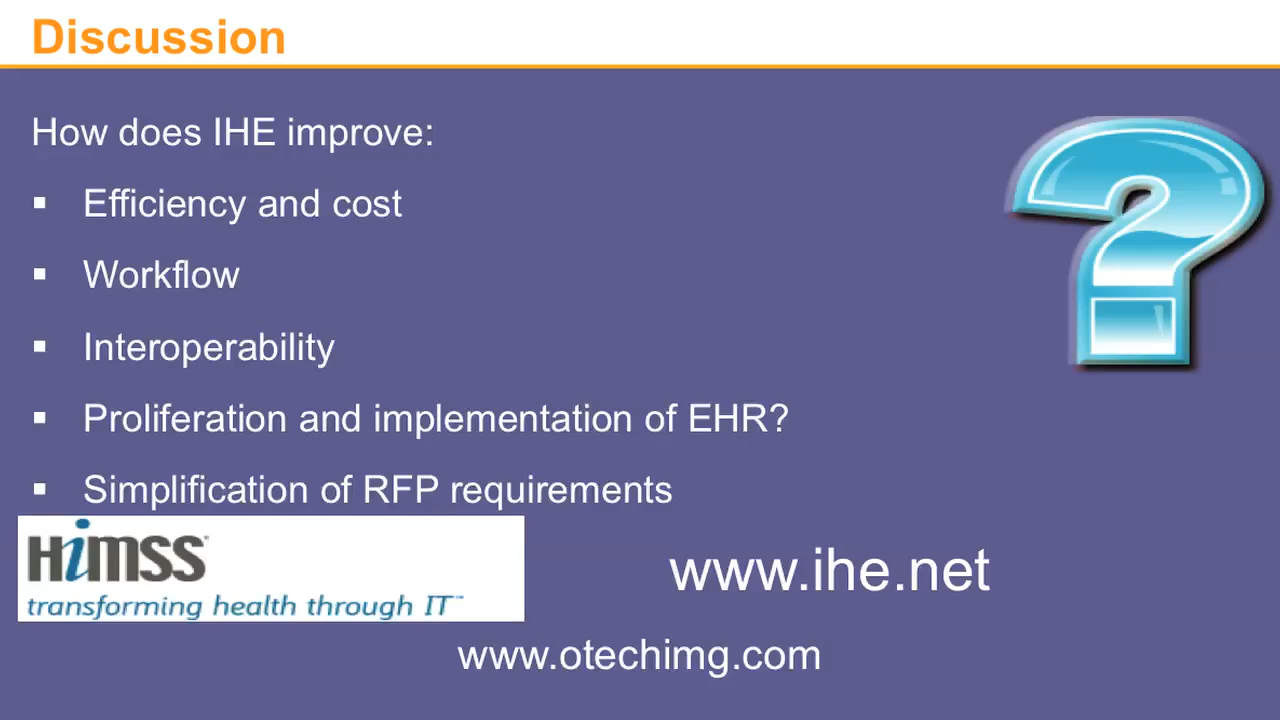 Discussion
How does IHE improve:
▪ Efficiency and cost
▪ Workflow
▪ Interoperability
▪ Proliferation and implementation of EHR?
▪ Simplification of RFP requirements
HiMSS®
transforming health through IT™
www.ihe.net
www.otechimg.com